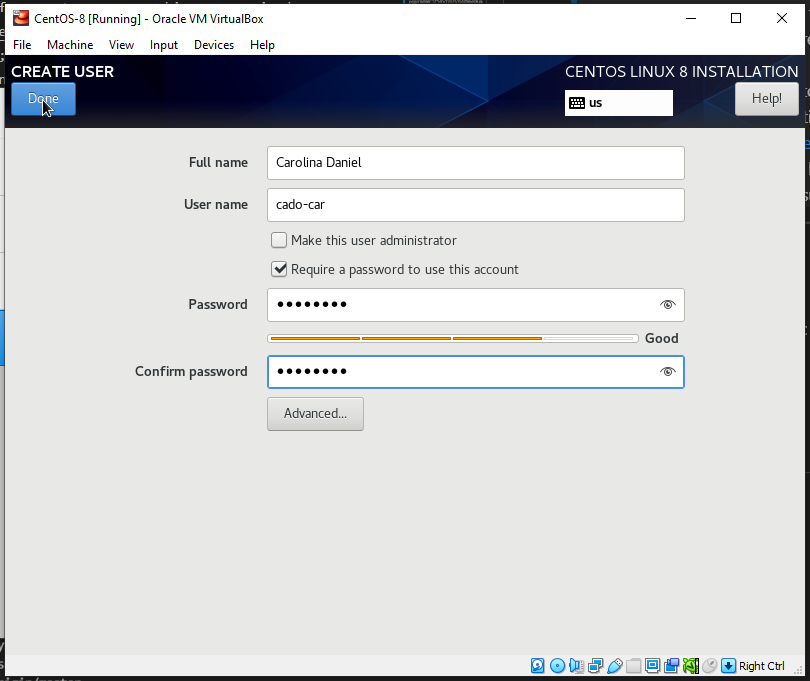 CentOS-8 [Running] - Oracle VM VirtualBox
File Machine View Input Devices Help
CREATE USER
CENTOS LINUX 8 INSTALLATION
Done
us
Help!
Full name
Carolina Daniel
User name
cado-car
Make this user administrator
Require a password to use this account
Password
••••••••
Good
Confirm password
••••••••
Advanced...
Right Ctrl